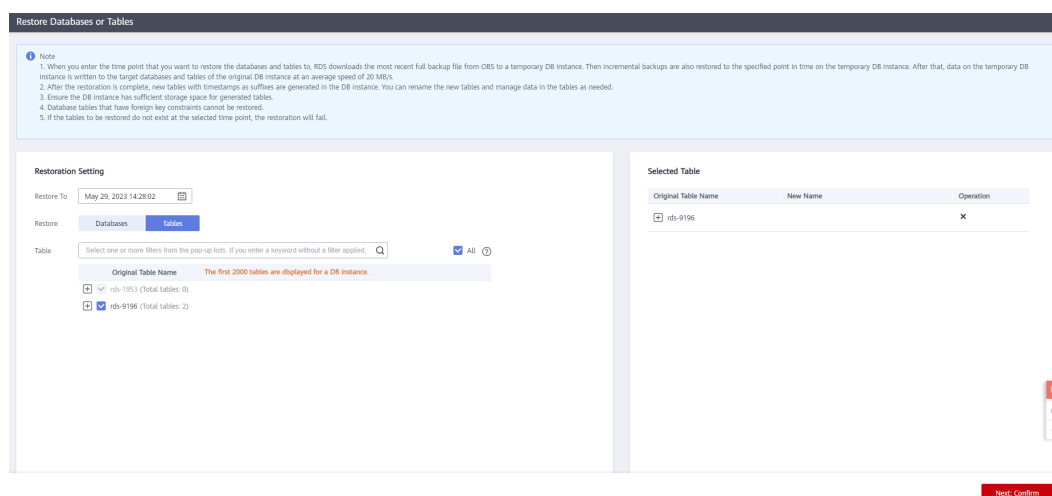 Restore Databases or Tables
Note
1. When you enter the time point that you want to restore the databases and tables to, RDS downloads the most recent full backup file from OBS to a temporary DB instance. Then incremental backups are also restored to the specified point in time on the temporary DB instance. After that, data on the temporary DB
instance is written to the target databases and tables of the original DB instance at an average speed of 20 MB/s.
2. After the restoration is complete, new tables with timestamps as suffixes are generated in the DB instance. You can rename the new tables and manage data in the tables as needed.
3. Ensure the DB instance has sufficient storage space for generated tables.
4. Database tables that have foreign key constraints cannot be restored.
5. If the tables to be restored do not exist at the selected time point, the restoration will fail.
Restoration Setting
Restore To May 29, 2023 14:28:02
Restore Databases Tables
Table Select one or more filters from the pop-up lists. If you enter a keyword without a filter applied, All
Original Table Name The first 2000 tables are displayed for a DB instance.
rds-1953 (Total tables: 0)
rds-9196 (Total tables: 2)
Selected Table
Original Table Name New Name Operation
rds-9196
Next: Confirm